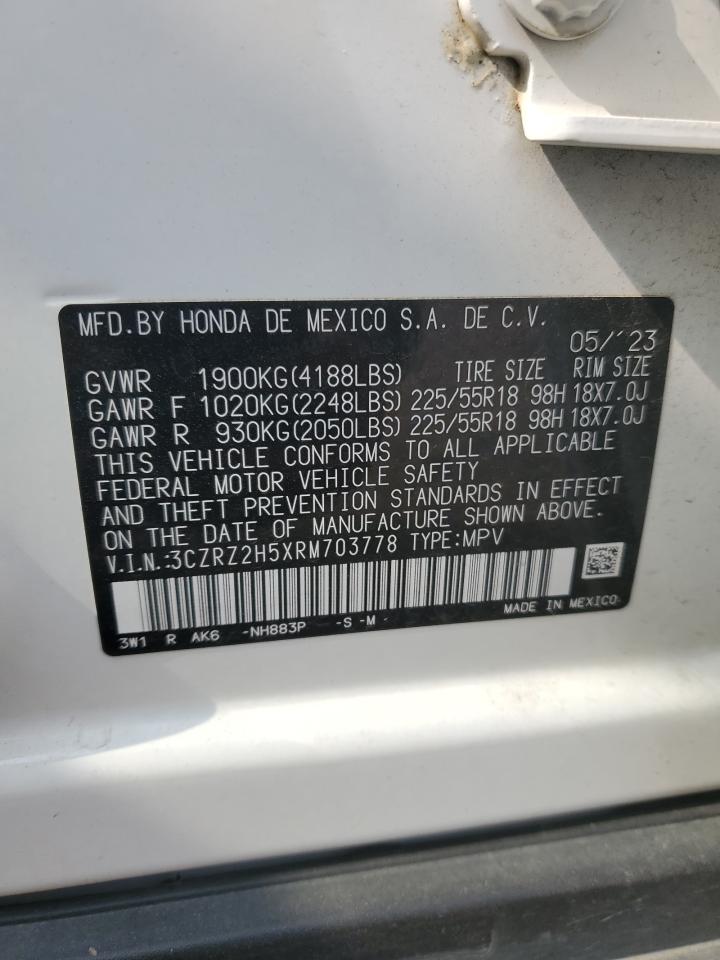 MFD.BY HONDA DE MEXICO S.A. DE C.V.
05/'23
GVWR 1900KG(4188LBS) TIRE SIZE RIM SIZE
GAWR F 1020KG(2248LBS) 225/55R18 98H 18X7.0J
GAWR R 930KG(2050LBS) 225/55R18 98H 18X7.0J
THIS VEHICLE CONFORMS TO ALL APPLICABLE
FEDERAL MOTOR VEHICLE SAFETY
AND THEFT PREVENTION STANDARDS IN EFFECT
ON THE DATE OF MANUFACTURE SHOWN ABOVE.
V.I.N.:3CZRZ2H5XRM703778 TYPE:MPV
MADE IN MEXICO
3W1 R AK6 -NH883P -S -M-